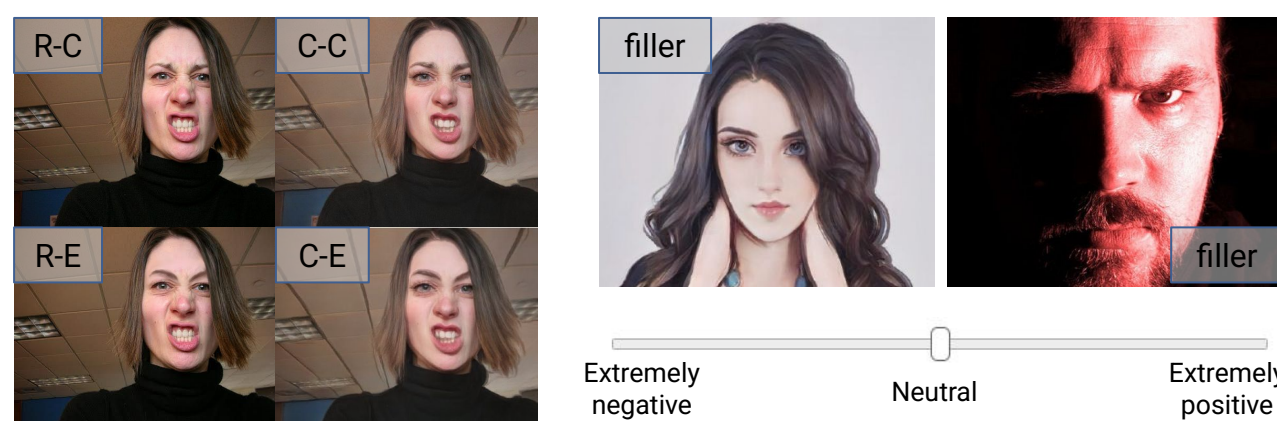 R-C
C-C
R-E
C-E
filler
filler
Extremely
negative
Neutral
Extremely
positive